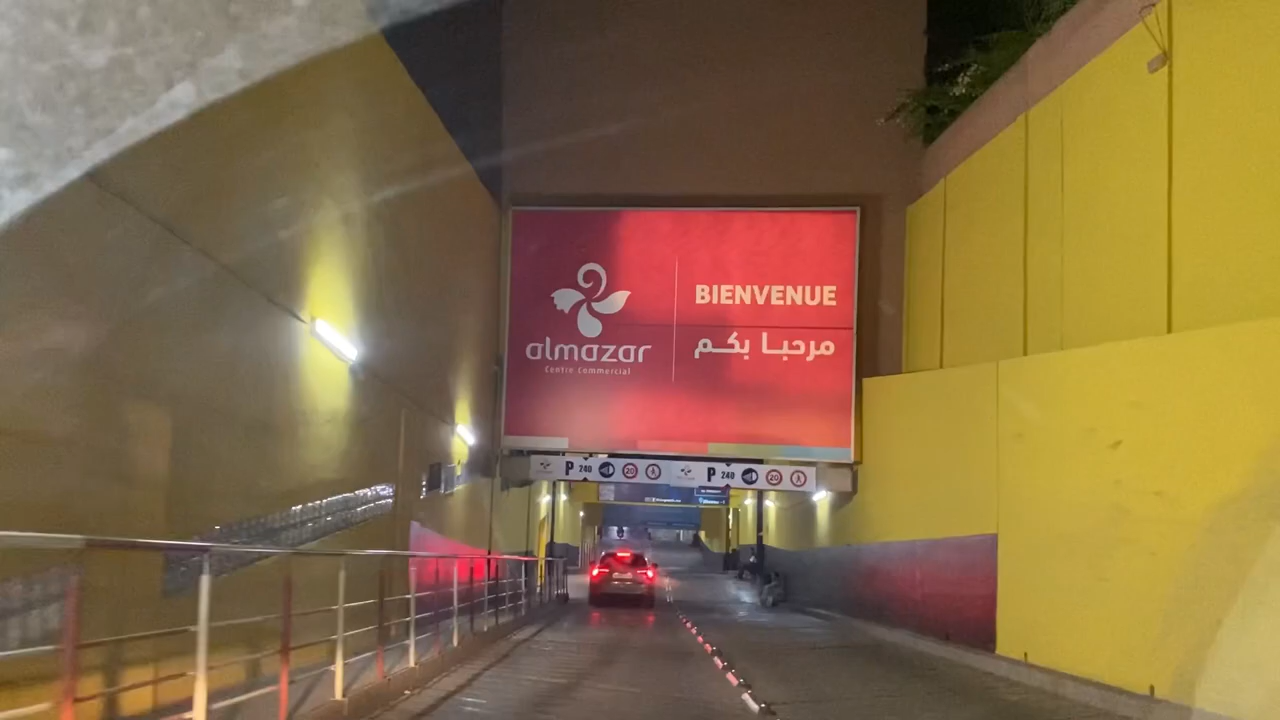 almazar
Centre Commercial
BIENVENUE
مرحبا بكم
P 240 20 P 240 20